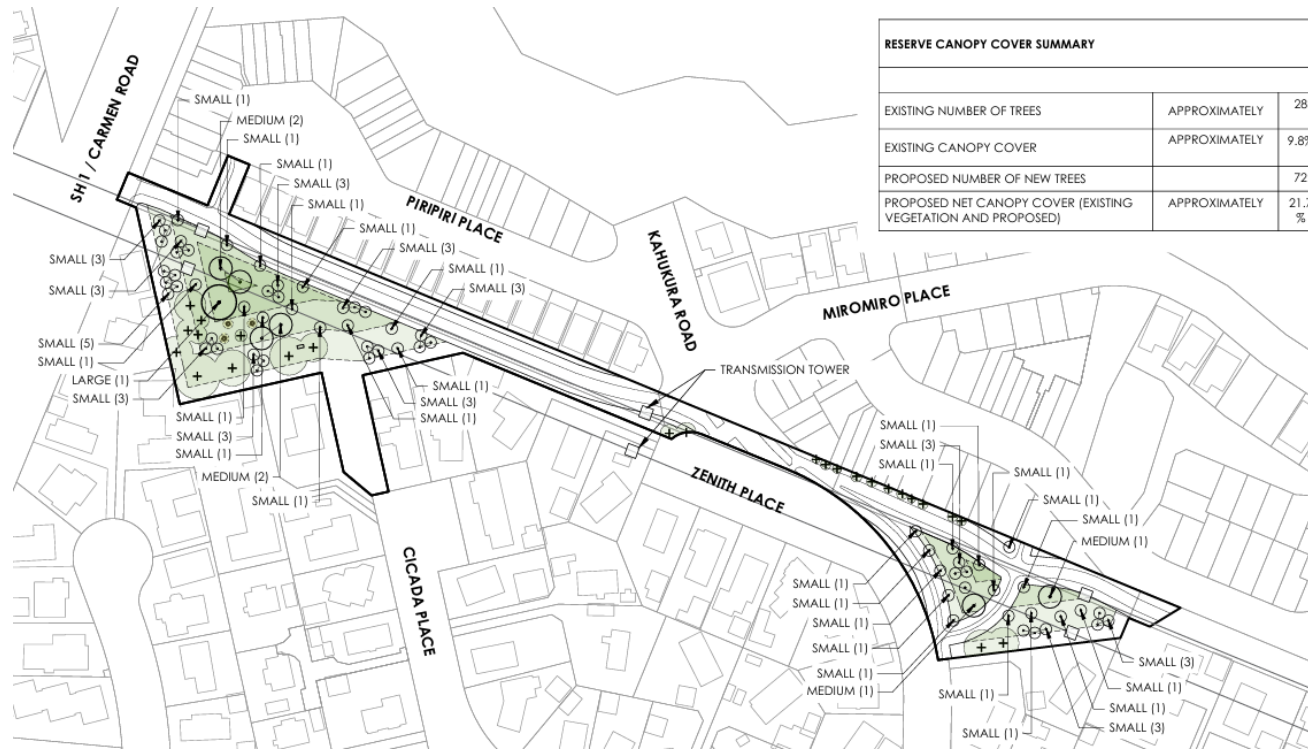 RESERVE CANOPY COVER SUMMARY
EXISTING NUMBER OF TREES APPROXIMATELY 28
EXISTING CANOPY COVER APPROXIMATELY 9.8%
PROPOSED NUMBER OF NEW TREES 72
PROPOSED NET CANOPY COVER (EXISTING VEGETATION AND PROPOSED) APPROXIMATELY 21. %
SH1 / CARMEN ROAD
SMALL (1)
MEDIUM (2)
SMALL (1)
SMALL (1)
SMALL (3)
SMALL (1)
SMALL (1)
SMALL (3)
SMALL (1)
SMALL (3)
PIRIPIRI PLACE
KAHUKURA ROAD
MIROMIRO PLACE
SMALL (3)
SMALL (3)
SMALL (5)
SMALL (1)
LARGE (1)
SMALL (3)
SMALL (1)
SMALL (3)
SMALL (1)
MEDIUM (2)
SMALL (1)
SMALL (1)
SMALL (3)
SMALL (1)
TRANSMISSION TOWER
ZENITH PLACE
CICADA PLACE
SMALL (1)
SMALL (3)
SMALL (1)
SMALL (1)
SMALL (1)
SMALL (1)
MEDIUM (1)
SMALL (1)
SMALL (1)
SMALL (1)
SMALL (1)
SMALL (1)
MEDIUM (1)
SMALL (3)
SMALL (1)
SMALL (1)
SMALL (1)
SMALL (3)
SMALL (1)